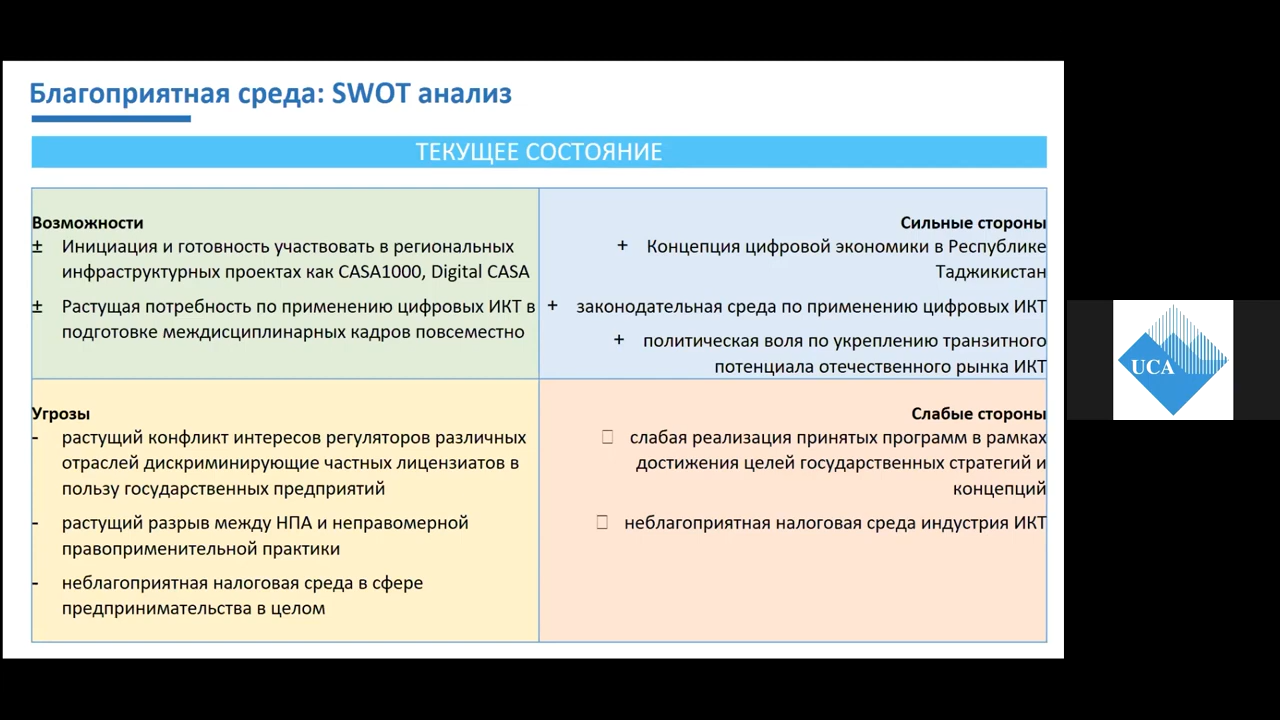 Благоприятная среда: SWOT анализ
ТЕКУЩЕЕ СОСТОЯНИЕ
Возможности
± Инициация и готовность участвовать в региональных
инфраструктурных проектах как CASA1000, Digital CASA
± Растущая потребность по применению цифровых ИКТ в
подготовке междисциплинарных кадров повсеместно
Сильные стороны
+ Концепция цифровой экономики в Республике
Таджикистан
+ законодательная среда по применению цифровых ИКТ
+ политическая воля по укреплению транзитного
потенциала отечественного рынка ИКТ
Угрозы
- растущий конфликт интересов регуляторов различных
отраслей дискриминирующие частных лицензиатов в
пользу государственных предприятий
- растущий разрыв между НПА и неправомерной
правоприменительной практики
- неблагоприятная налоговая среда в сфере
предпринимательства в целом
Слабые стороны
слабая реализация принятых программ в рамках
достижения целей государственных стратегий и
концепций
неблагоприятная налоговая среда индустрия ИКТ
UCA